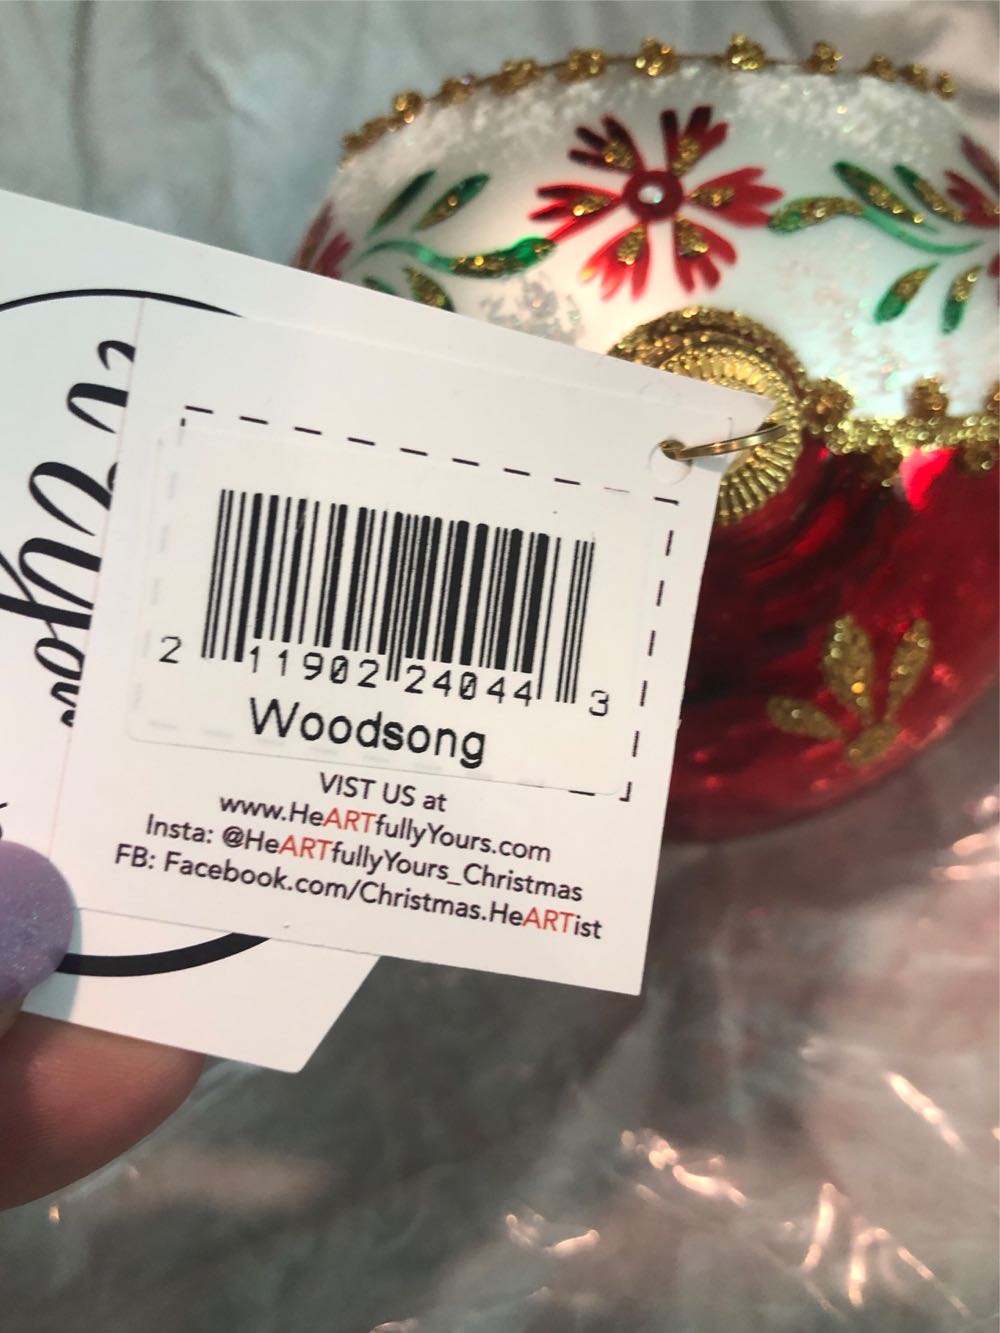 2 11902 24044 3
Woodsong
VIST US at
www.HeARTfullyYours.com
Insta: @HeARTfullyYours_Christmas
FB: Facebook.com/Christmas.HeARTist